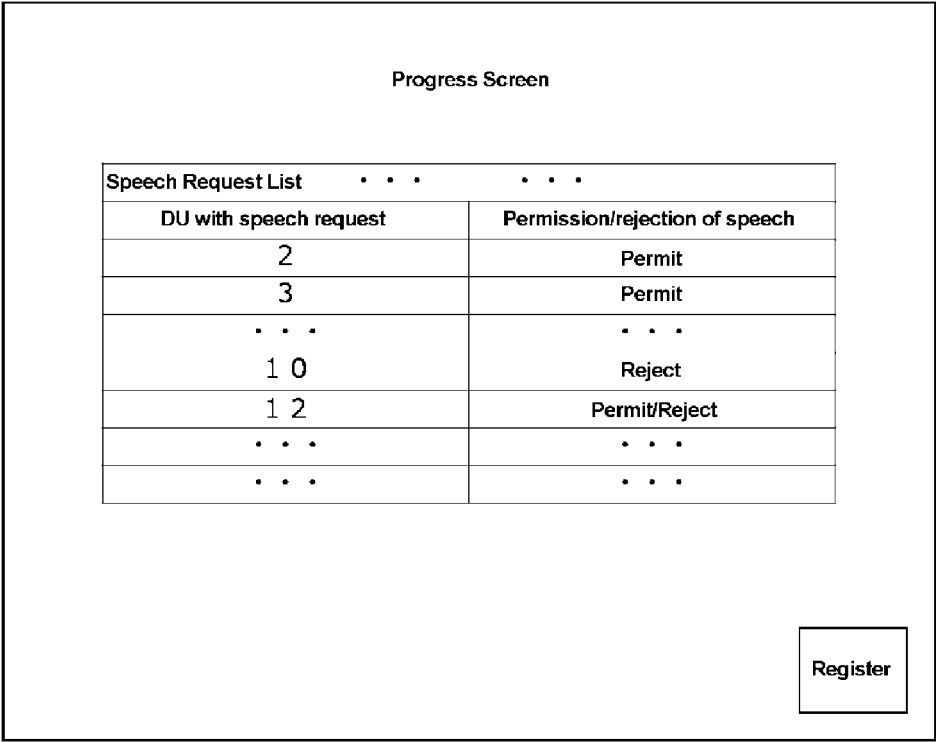 Progress Screen
Speech Request List ・・・ ・・・
DU with speech request Permission/rejection of speech
2 Permit
3 Permit
・・・ ・・・
1 0 Reject
1 2 Permit/Reject
・・・ ・・・
・・・ ・・・
Register